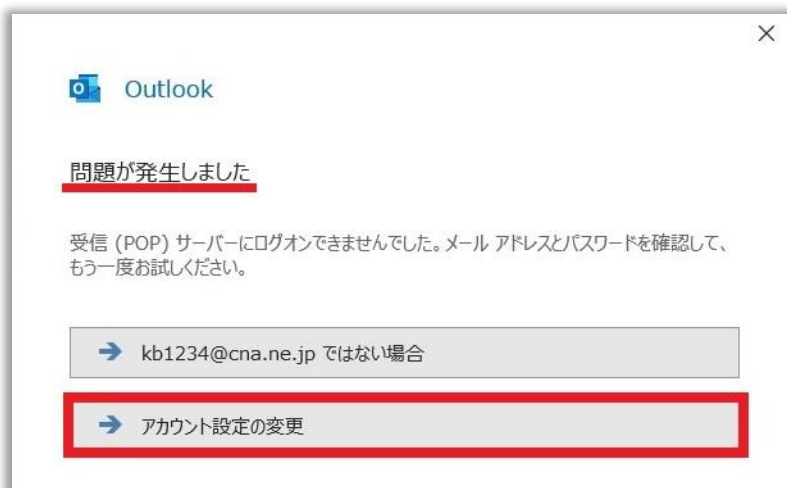 Outlook
問題が発生しました
受信 (POP) サーバーにログオンできませんでした。メール アドレスとパスワードを確認して、
もう一度お試しください。
kb1234@cna.ne.jp ではない場合
アカウント設定の変更